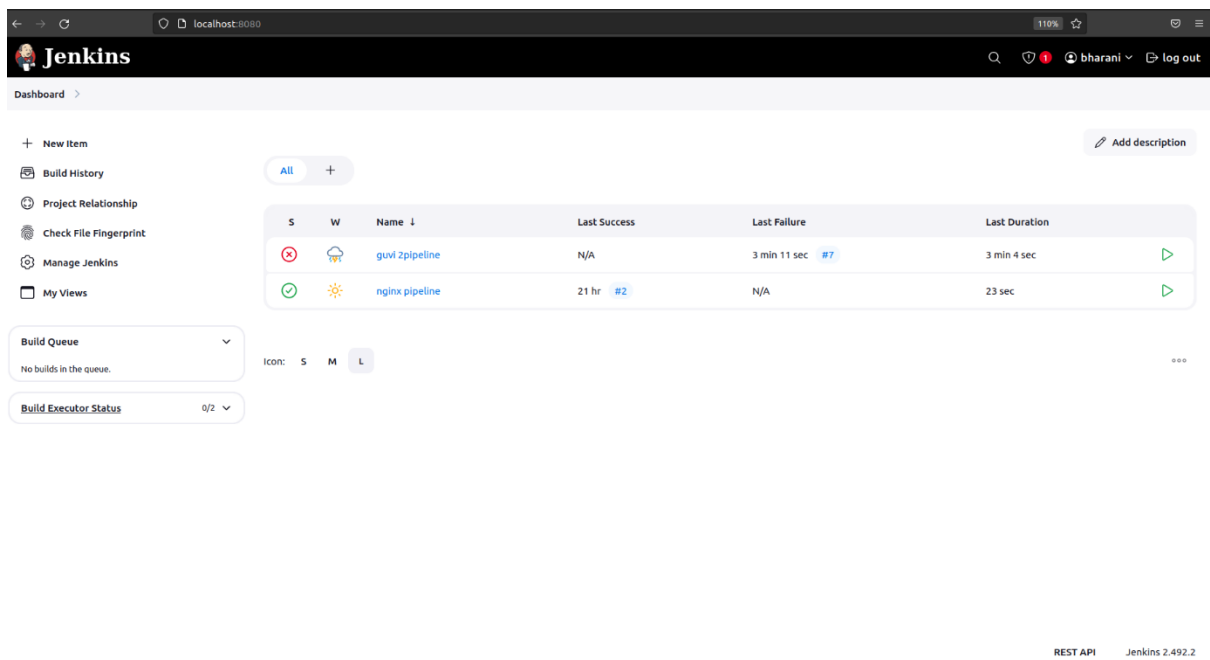 localhost:8080
110%
Jenkins
1
bharani
log out
Dashboard
New Item
Build History
Project Relationship
Check File Fingerprint
Manage Jenkins
My Views
Build Queue
No builds in the queue.
Build Executor Status 0/2
Add description
All +
S W Name ↓ Last Success Last Failure Last Duration
guvi 2pipeline N/A 3 min 11 sec #7 3 min 4 sec
nginx pipeline 21 hr #2 N/A 23 sec
Icon: S M L
REST API Jenkins 2.492.2